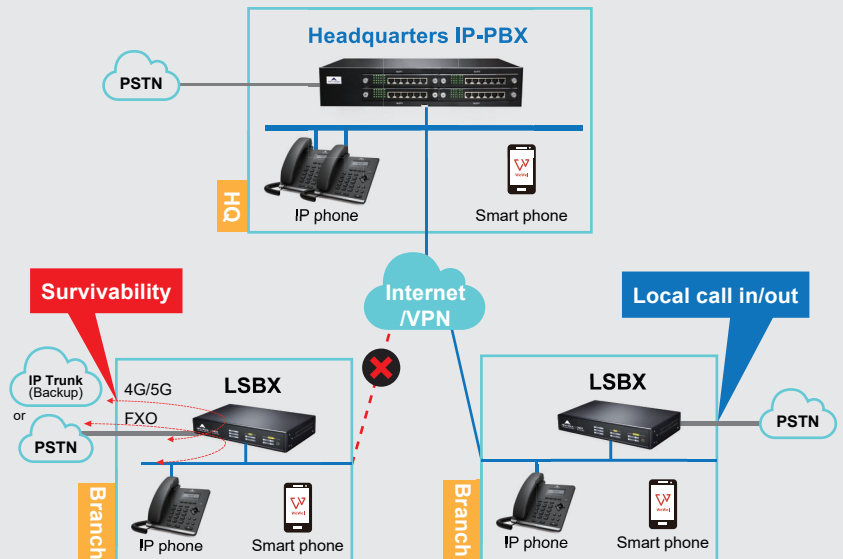 Headquarters IP-PBX
PSTN
HQ
IP phone
Smart phone
Survivability
Internet
/VPN
Local call in/out
IP Trunk
(Backup)
or
PSTN
4G/5G
FXO
LSBX
LSBX
PSTN
Branch
IP phone
Smart phone
Branch
IP phone
Smart phone